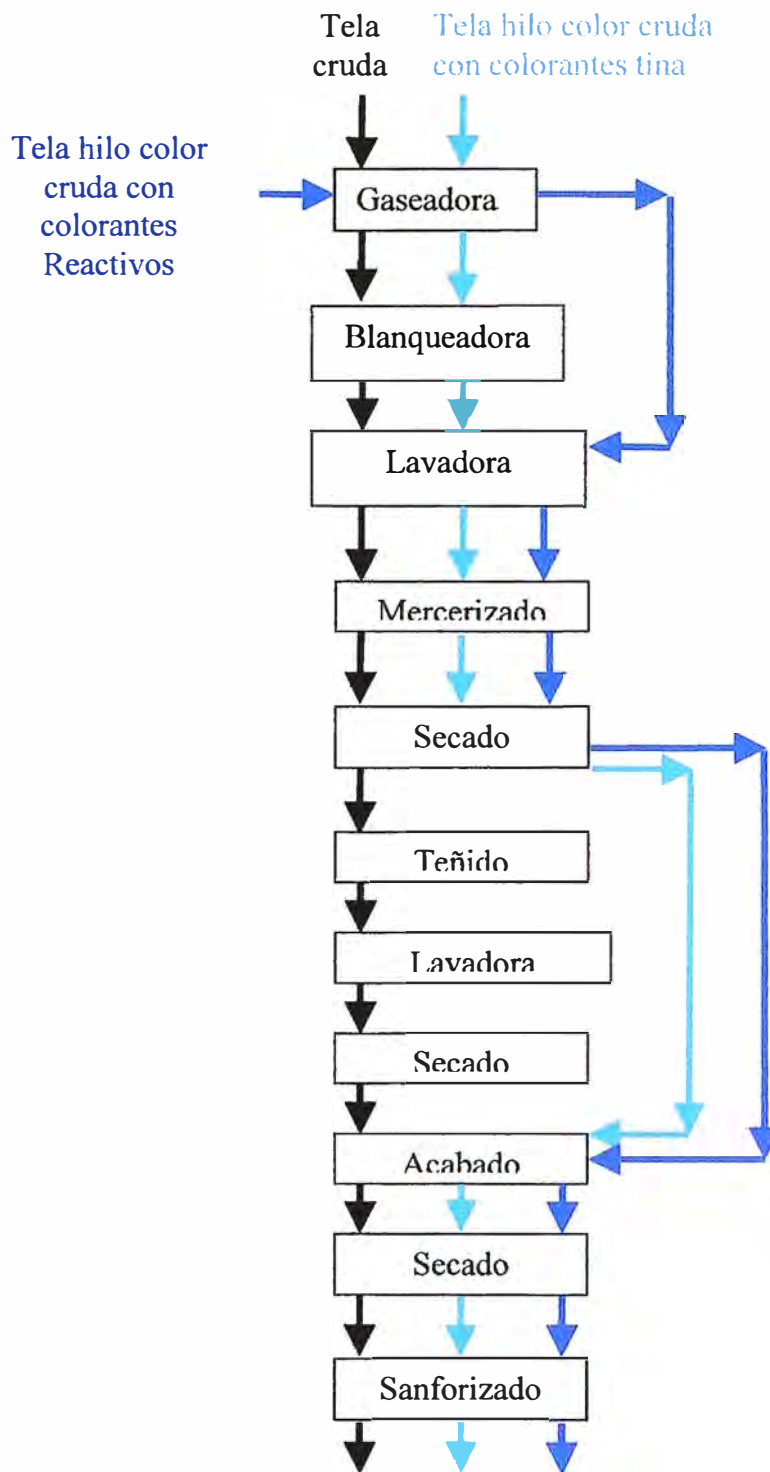 Tela
cruda
Tela hilo color cruda
con colorantes tina
Tela hilo color
cruda con
colorantes
Reactivos
Gaseadora
Blanqueadora
Lavadora
Mercerizado
Secado
Teñido
Lavadora
Secado
Acabado
Secado
Sanforizado